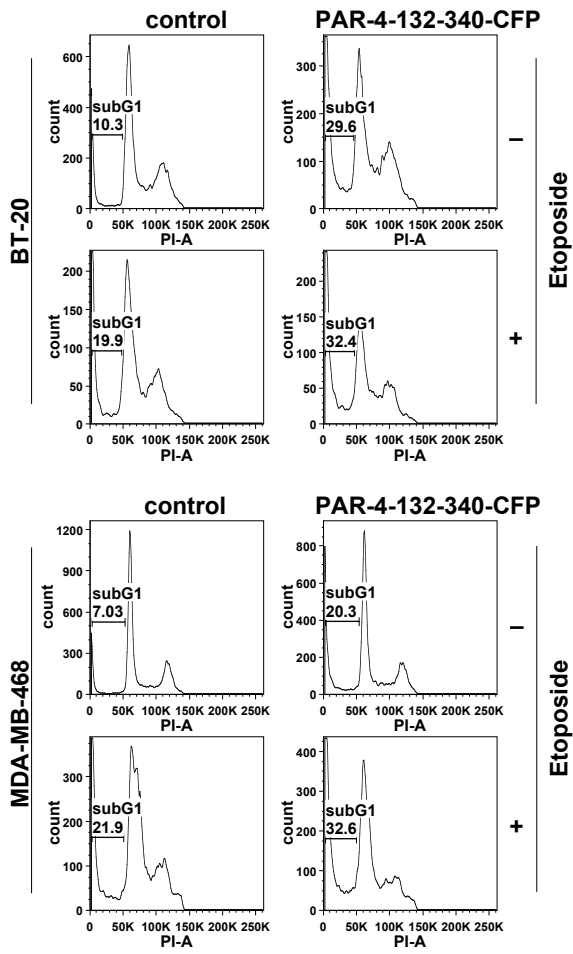 control PAR-4-132-340-CFP
BT-20
Etoposide
count
600
400
200
0
subG1
10.3
0 50K 100K 150K 200K 250K
PI-A
count
300
200
100
0
subG1
29.6
0 50K 100K 150K 200K 250K
PI-A
–
count
200
150
100
50
0
subG1
19.9
0 50K 100K 150K 200K 250K
PI-A
count
200
150
100
50
0
subG1
32.4
0 50K 100K 150K 200K 250K
PI-A
+
control PAR-4-132-340-CFP
MDA-MB-468
Etoposide
count
1200
900
600
300
0
subG1
7.03
0 50K 100K 150K 200K 250K
PI-A
count
800
600
400
200
0
subG1
20.3
0 50K 100K 150K 200K 250K
PI-A
–
count
300
200
100
0
subG1
21.9
0 50K 100K 150K 200K 250K
PI-A
count
400
300
200
100
0
subG1
32.6
0 50K 100K 150K 200K 250K
PI-A
+